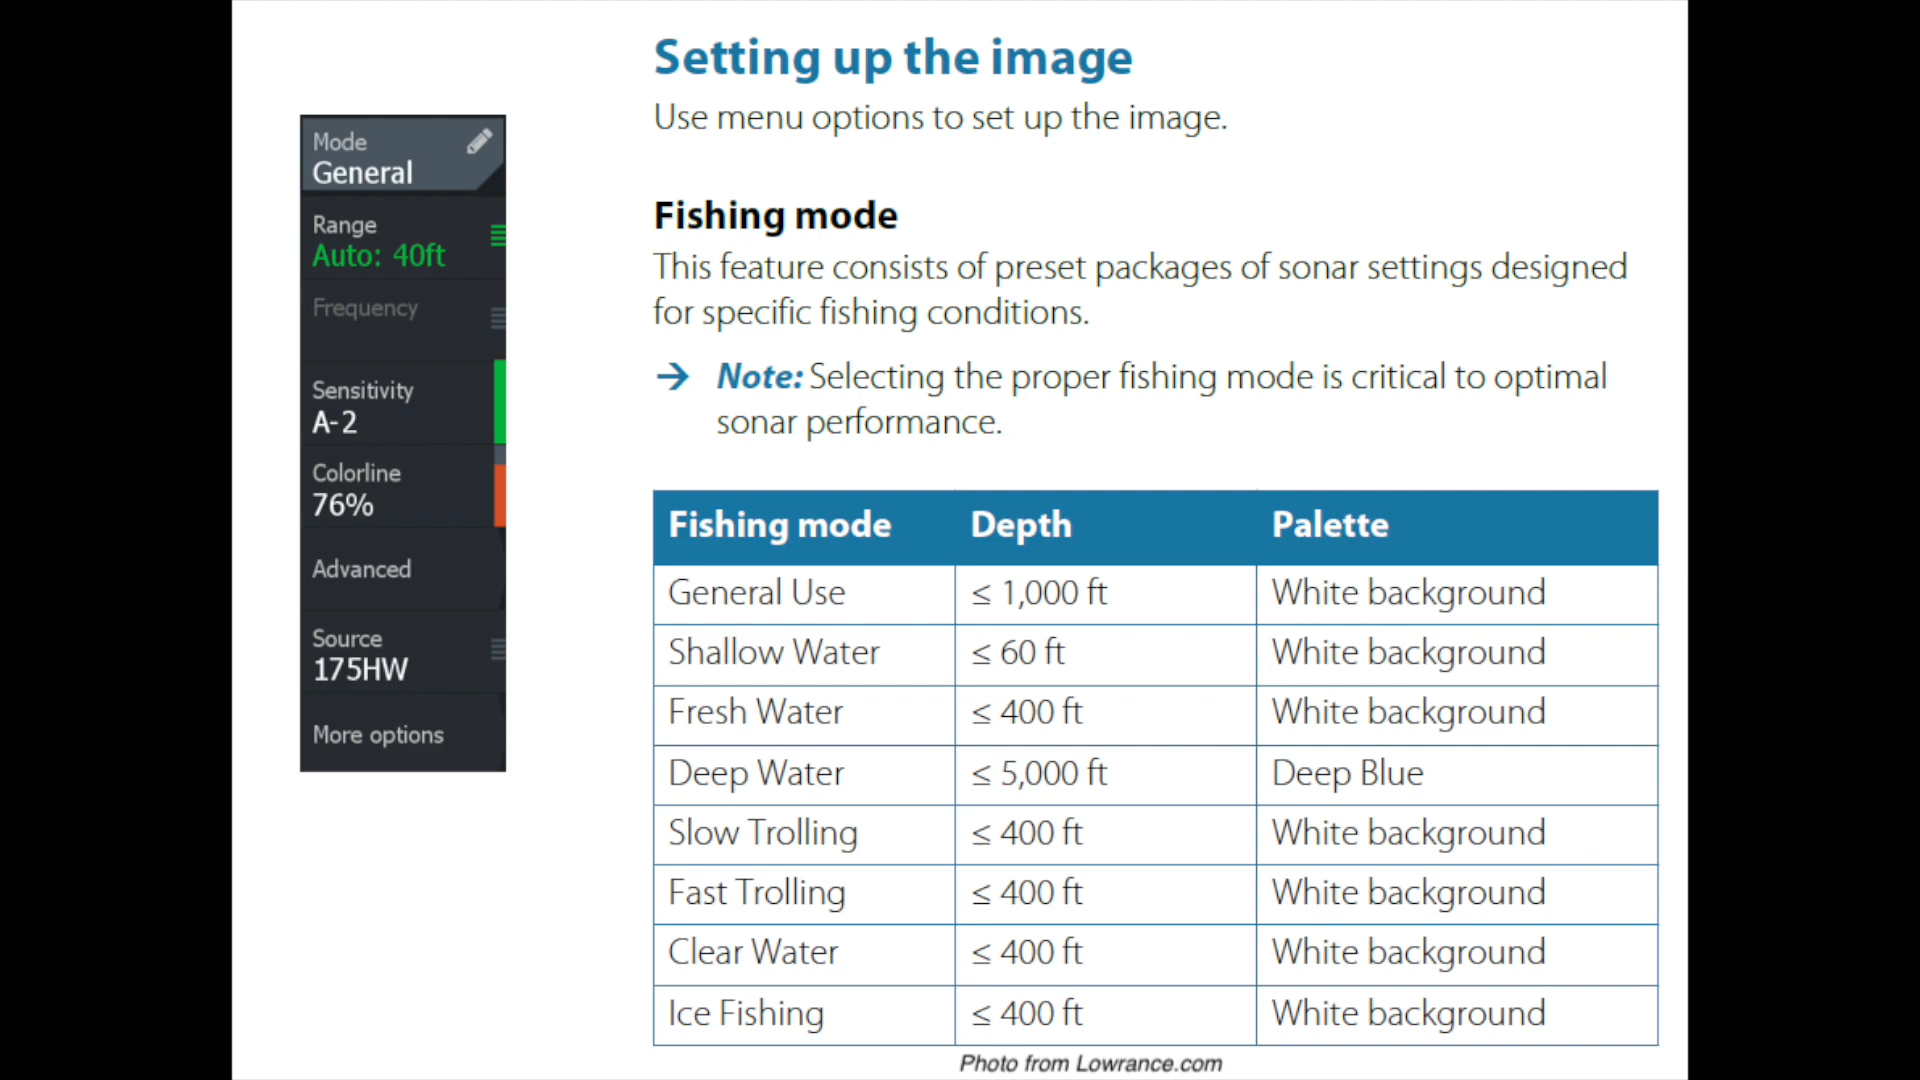 Mode
General
Range
Auto: 40ft
Frequency
Sensitivity
A-2
Colorline
76%
Advanced
Source
175HW
More options
Setting up the image
Use menu options to set up the image.
Fishing mode
This feature consists of preset packages of sonar settings designed
for specific fishing conditions.
→ Note: Selecting the proper fishing mode is critical to optimal
sonar performance.
Fishing mode Depth Palette
General Use ≤ 1,000 ft White background
Shallow Water ≤ 60 ft White background
Fresh Water ≤ 400 ft White background
Deep Water ≤ 5,000 ft Deep Blue
Slow Trolling ≤ 400 ft White background
Fast Trolling ≤ 400 ft White background
Clear Water ≤ 400 ft White background
Ice Fishing ≤ 400 ft White background
Photo from Lowrance.com